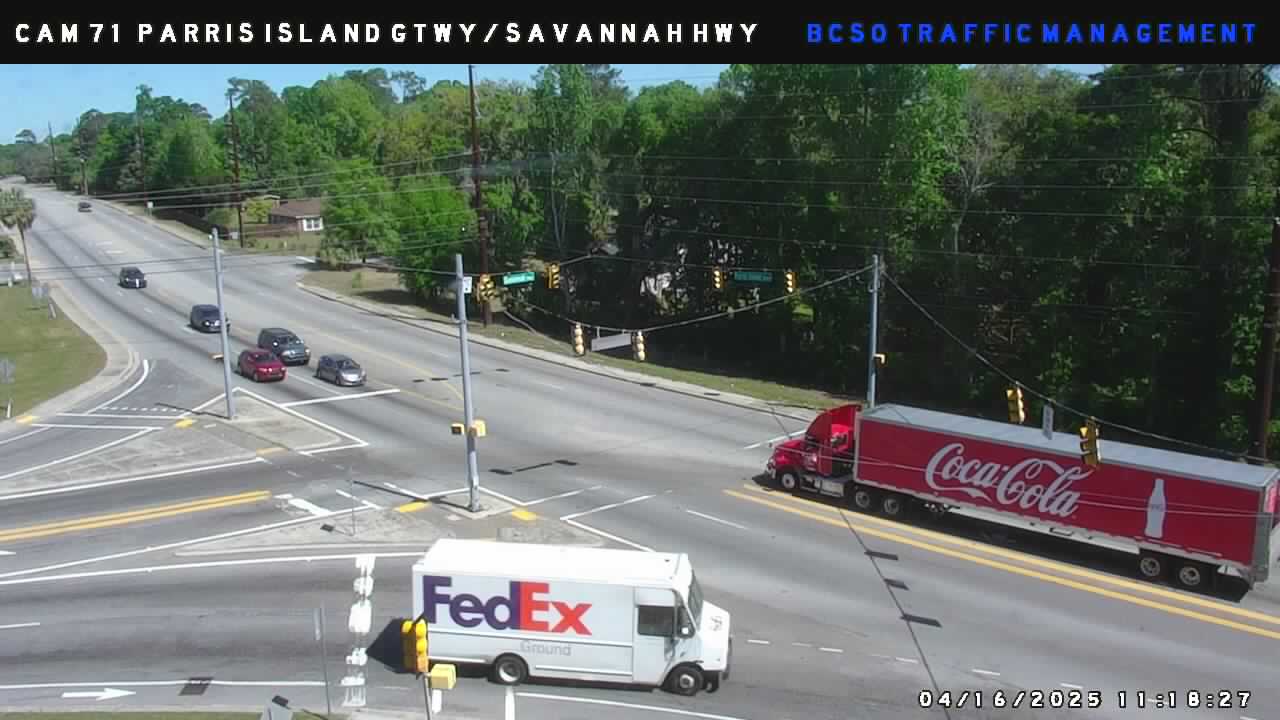 CAM 71 PARRIS ISLAND GTWY/SAVANNAH HWY
BCSO TRAFFIC MANAGEMENT
Coca-Cola
FedEx
Ground
04/16/2025 11:18:27